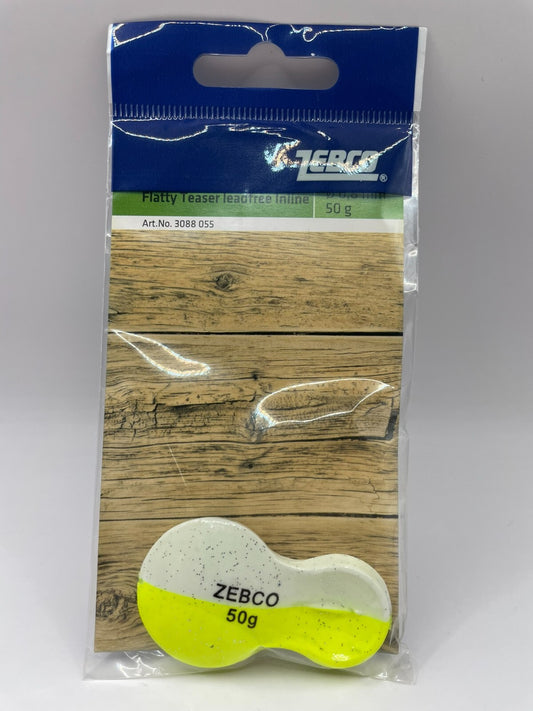 ZEBCO®
Flatty Teaser leadfree Inline
50 g
Art.No. 3088 055
ZEBCO
50g